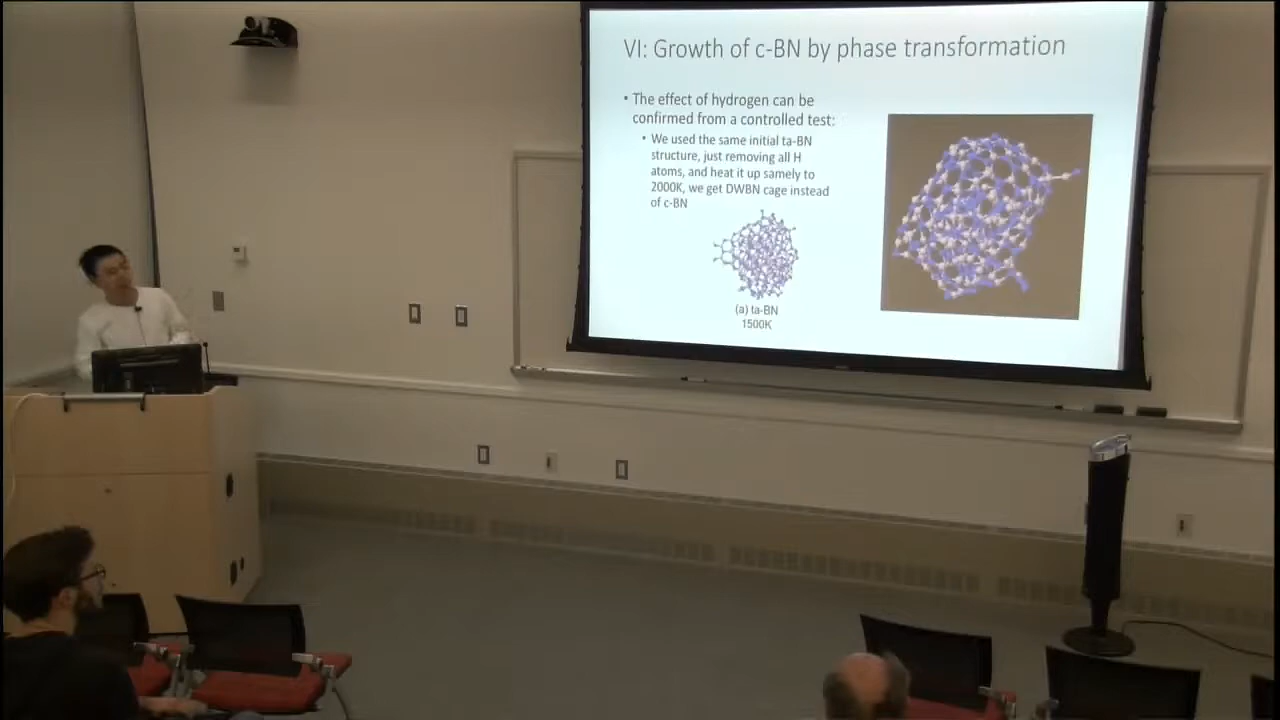 VI: Growth of c-BN by phase transformation
• The effect of hydrogen can be
confirmed from a controlled test:
• We used the same initial ta-BN
structure, just removing all H
atoms, and heat it up samely to
2000K, we get DWBN cage instead
of c-BN
(a) ta-BN
1500K